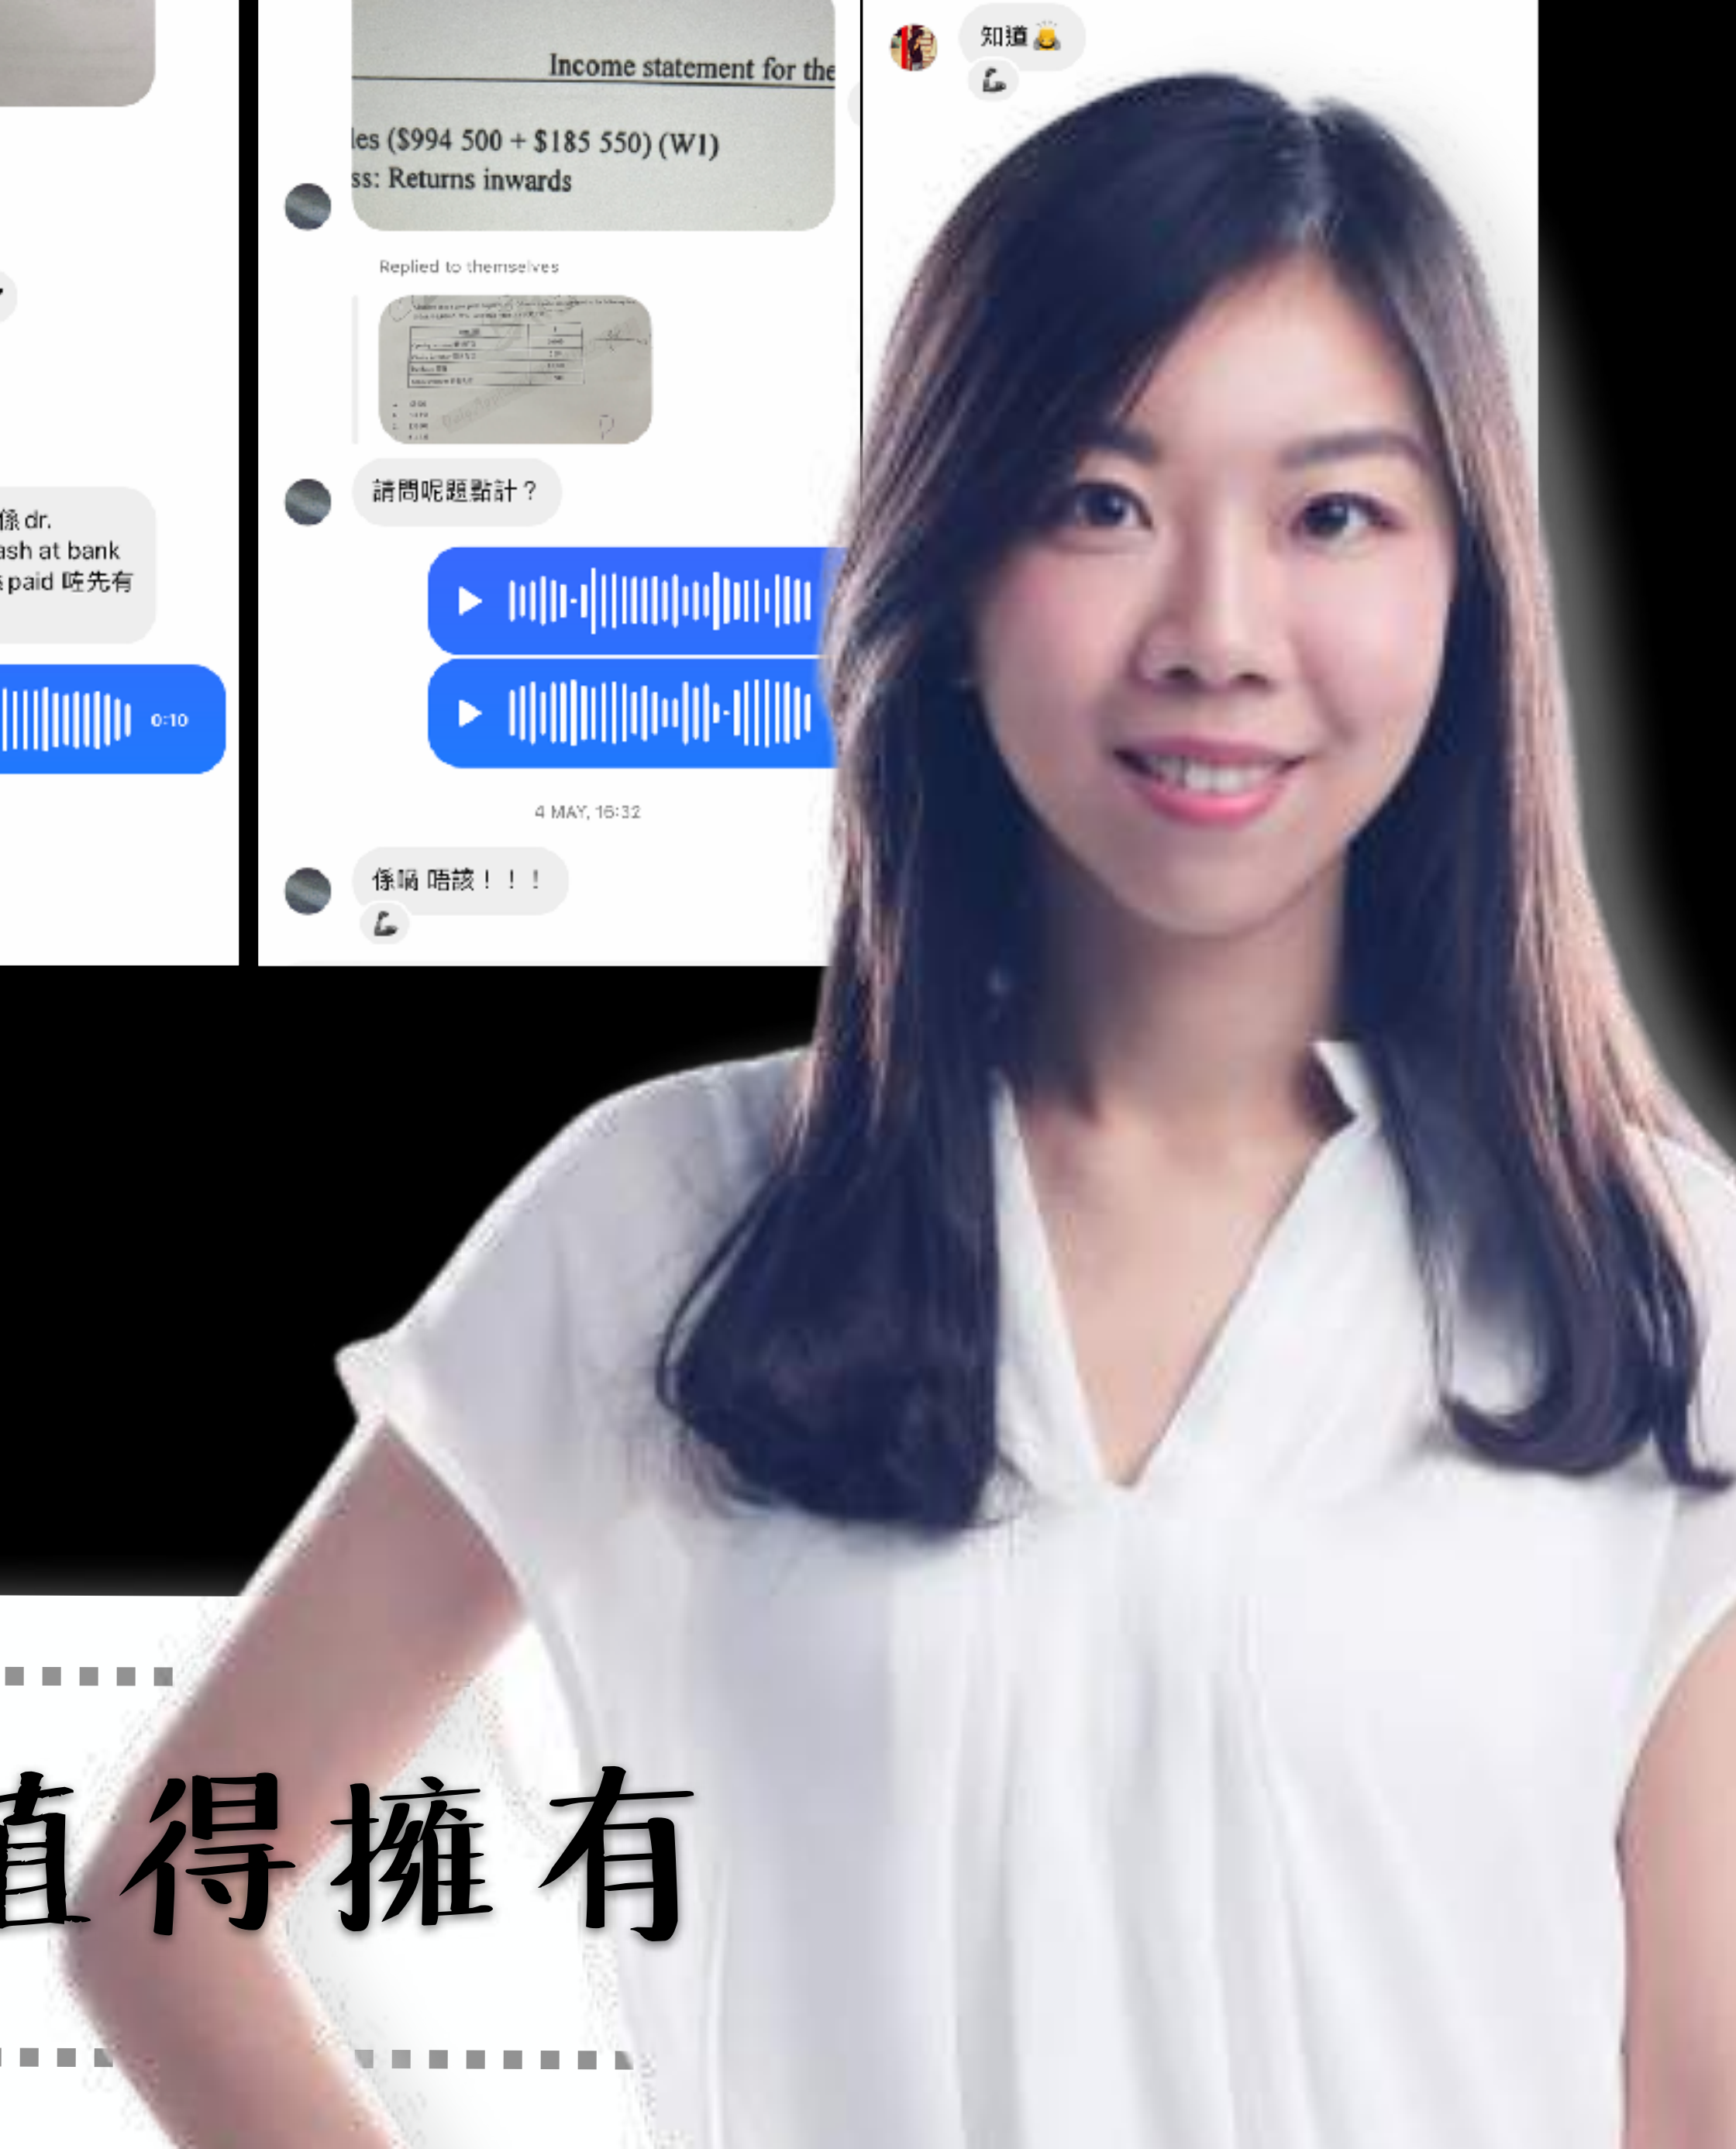 係 dr.
ash at bank
paid 咗先有
0:10
Income statement for the
les ($994 500 + $185 550) (W1)
ss: Returns inwards
Replied to themselves
請問呢題點計？
4 MAY, 16:32
係喎 唔該！！！
知道
值得擁有